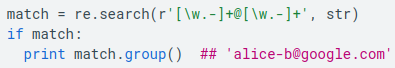 match = re.search(r'[\w.-]+@[\w.-]+', str)
if match:
  print match.group()  ## 'alice-b@google.com'